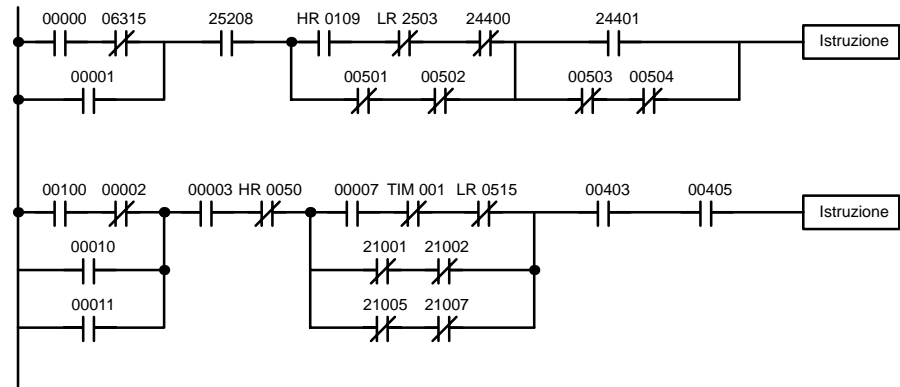 00000 06315 25208 HR 0109 LR 2503 24400 24401
Istruzione
00001 00501 00502 00503 00504
00100 00002 00003 HR 0050 00007 TIM 001 LR 0515 00403 00405
Istruzione
00010 21001 21002
00011 21005 21007